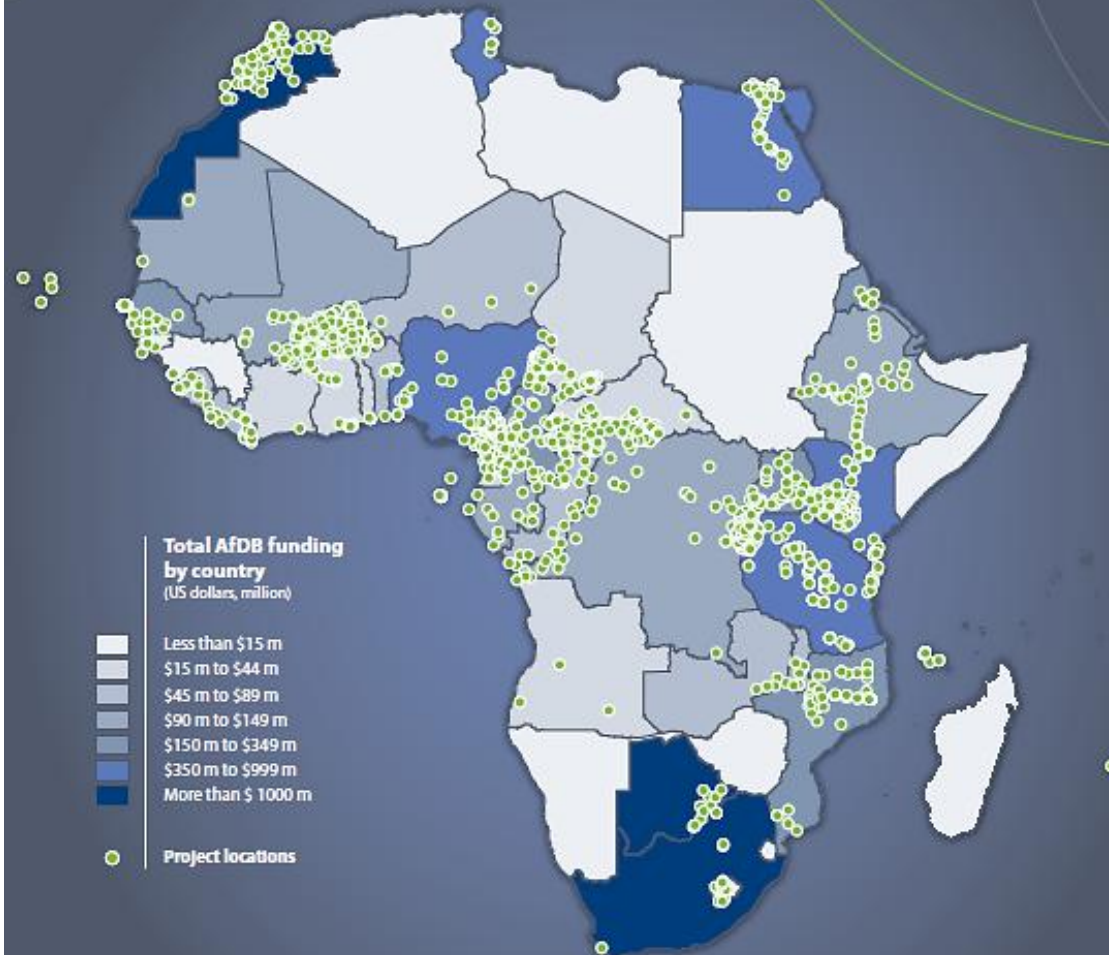 Total AfDB funding
by country
(US dollars, million)
Less than $15 m
$15 m to $44 m
$45 m to $89 m
$90 m to $149 m
$150 m to $349 m
$350 m to $999 m
More than $ 1000 m
Project locations